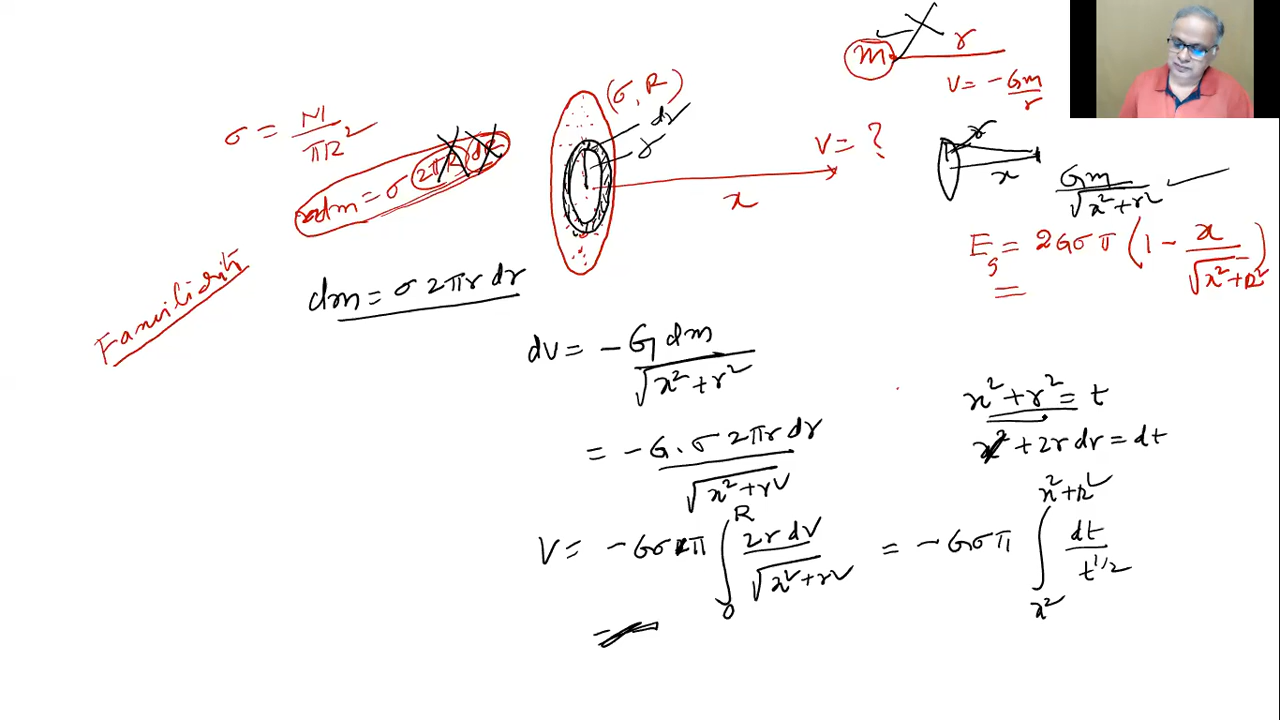 σ = M/πR²
dm = σ 2πR dr
(σ, R)
dr
r
V = ?
x
m
r
V = -Gm/r
r
x
Gm/√(x²+r²)
E_g = 2Gσπ (1 - x/√(x²+R²))
=
dm = σ 2πr dr
dV = -G dm/√(x²+r²)
= -G.σ 2πr dr/√(x²+r²)
x²+r² = t
x² + 2r dr = dt
V = -Gσπ ∫₀ᴿ 2r dr/√(x²+r²) = -Gσπ ∫_{x²}^{x²+R²} dt/t^{1/2}
=